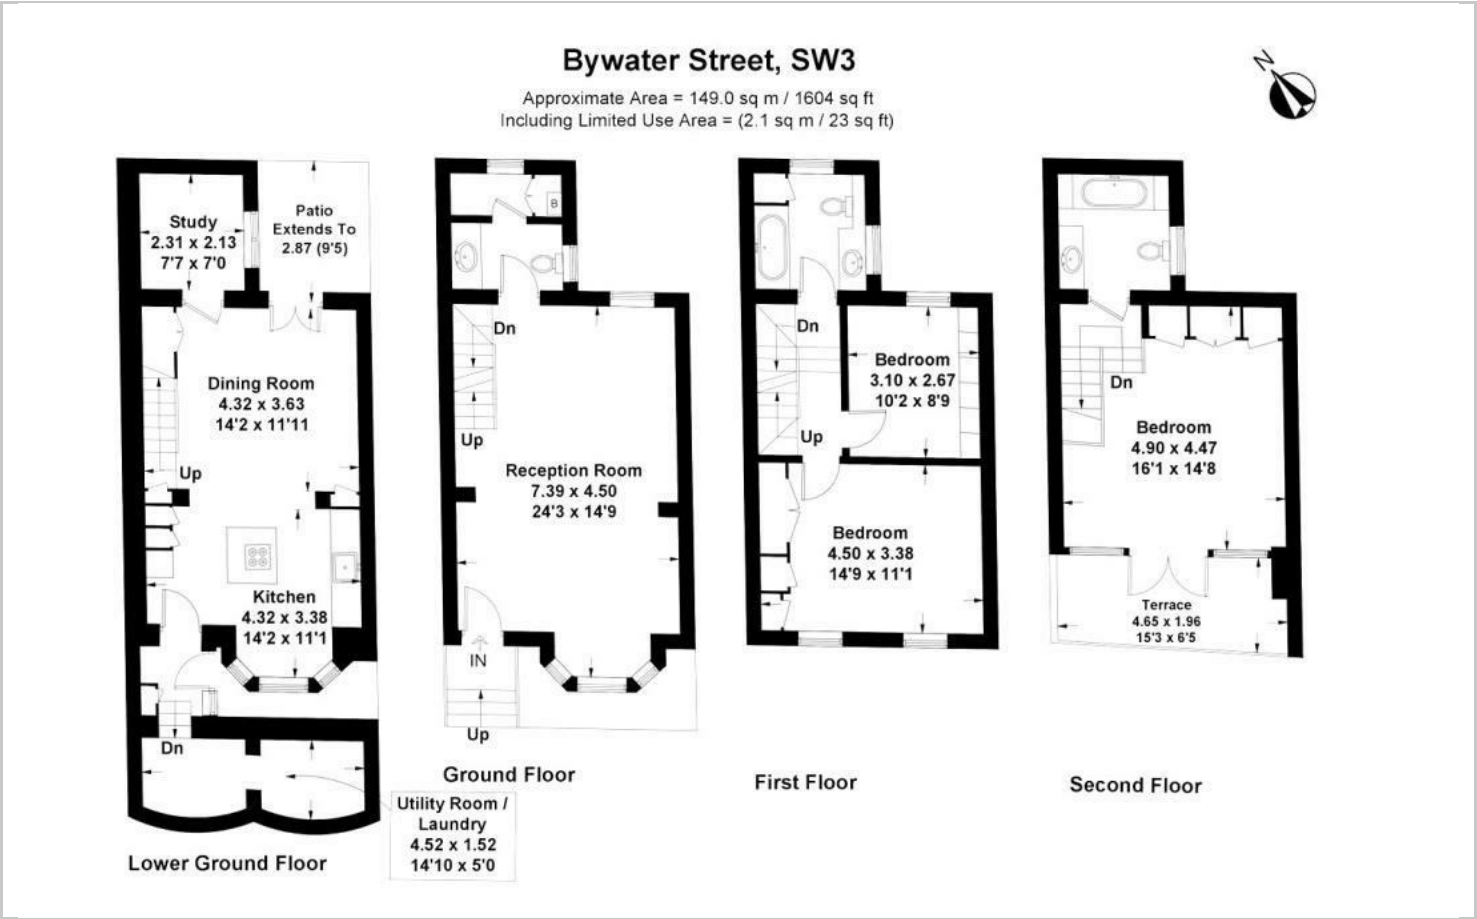 Bywater Street, SW3
Approximate Area = 149.0 sq m / 1604 sq ft
Including Limited Use Area = (2.1 sq m / 23 sq ft)
N
Study
2.31 x 2.13
7'7 x 7'0
Patio
Extends To
2.87 (9'5)
Dining Room
4.32 x 3.63
14'2 x 11'11
Up
Kitchen
4.32 x 3.38
14'2 x 11'1
Dn
Utility Room /
Laundry
4.52 x 1.52
14'10 x 5'0
Lower Ground Floor
B
Dn
Up
Reception Room
7.39 x 4.50
24'3 x 14'9
IN
Up
Ground Floor
Dn
Bedroom
3.10 x 2.67
10'2 x 8'9
Up
Bedroom
4.50 x 3.38
14'9 x 11'1
First Floor
Dn
Bedroom
4.90 x 4.47
16'1 x 14'8
Terrace
4.65 x 1.96
15'3 x 6'5
Second Floor